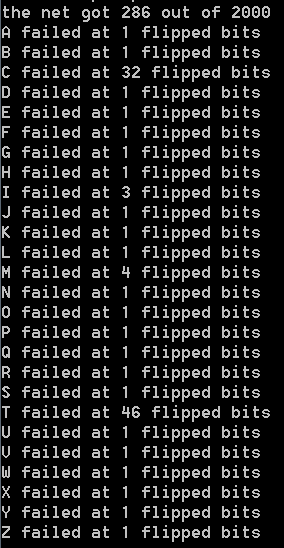 the net got 286 out of 2000
A failed at 1 flipped bits
B failed at 1 flipped bits
C failed at 32 flipped bits
D failed at 1 flipped bits
E failed at 1 flipped bits
F failed at 1 flipped bits
G failed at 1 flipped bits
H failed at 1 flipped bits
I failed at 3 flipped bits
J failed at 1 flipped bits
K failed at 1 flipped bits
L failed at 1 flipped bits
M failed at 4 flipped bits
N failed at 1 flipped bits
O failed at 1 flipped bits
P failed at 1 flipped bits
Q failed at 1 flipped bits
R failed at 1 flipped bits
S failed at 1 flipped bits
T failed at 46 flipped bits
U failed at 1 flipped bits
V failed at 1 flipped bits
W failed at 1 flipped bits
X failed at 1 flipped bits
Y failed at 1 flipped bits
Z failed at 1 flipped bits